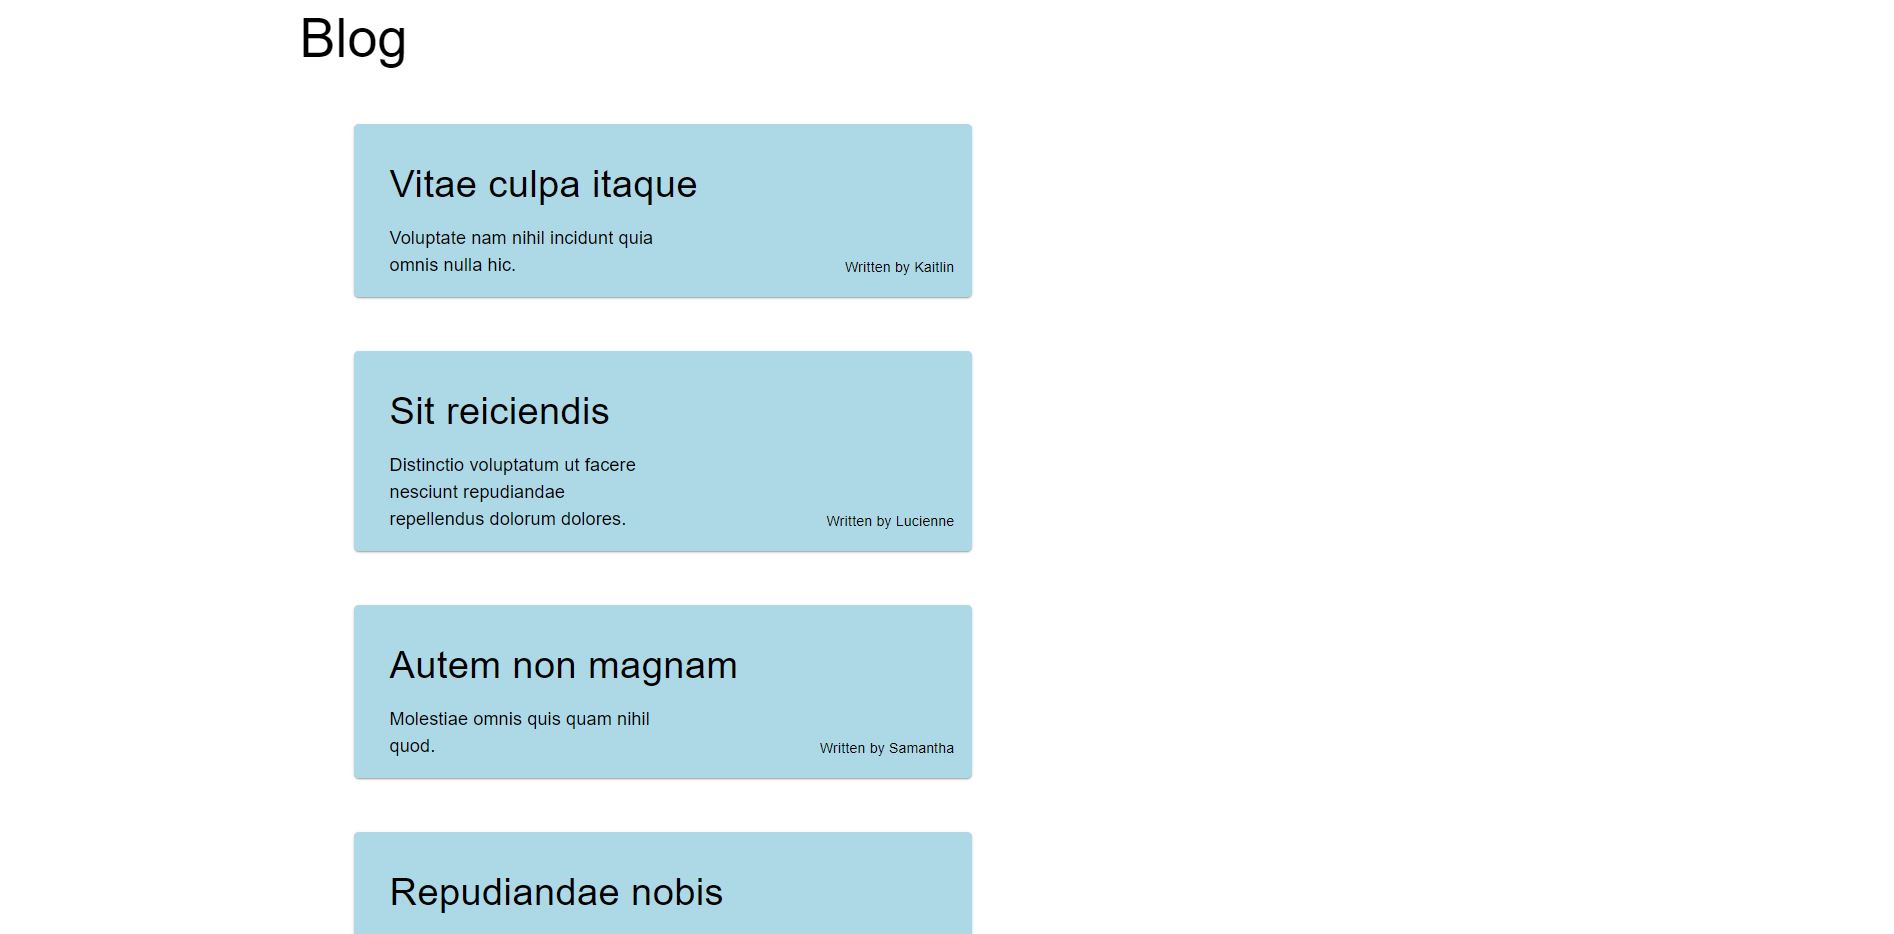 Blog
Vitae culpa itaque
Voluptate nam nihil incidunt quia
omnis nulla hic.
Written by Kaitlin
Sit reiciendis
Distinctio voluptatum ut facere
nesciunt repudiandae
repellendus dolorum dolores.
Written by Lucienne
Autem non magnam
Molestiae omnis quis quam nihil
quod.
Written by Samantha
Repudiandae nobis